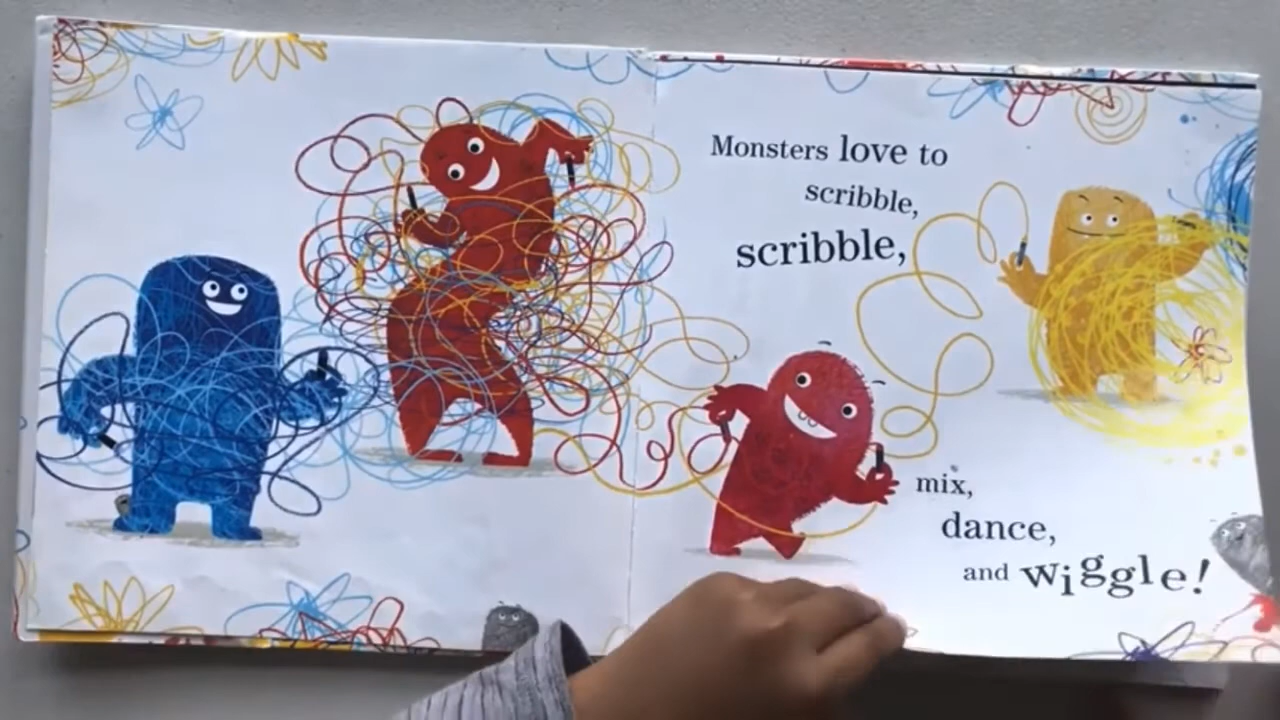 Monsters love to
scribble,
scribble,
mix,
dance,
and wiggle!